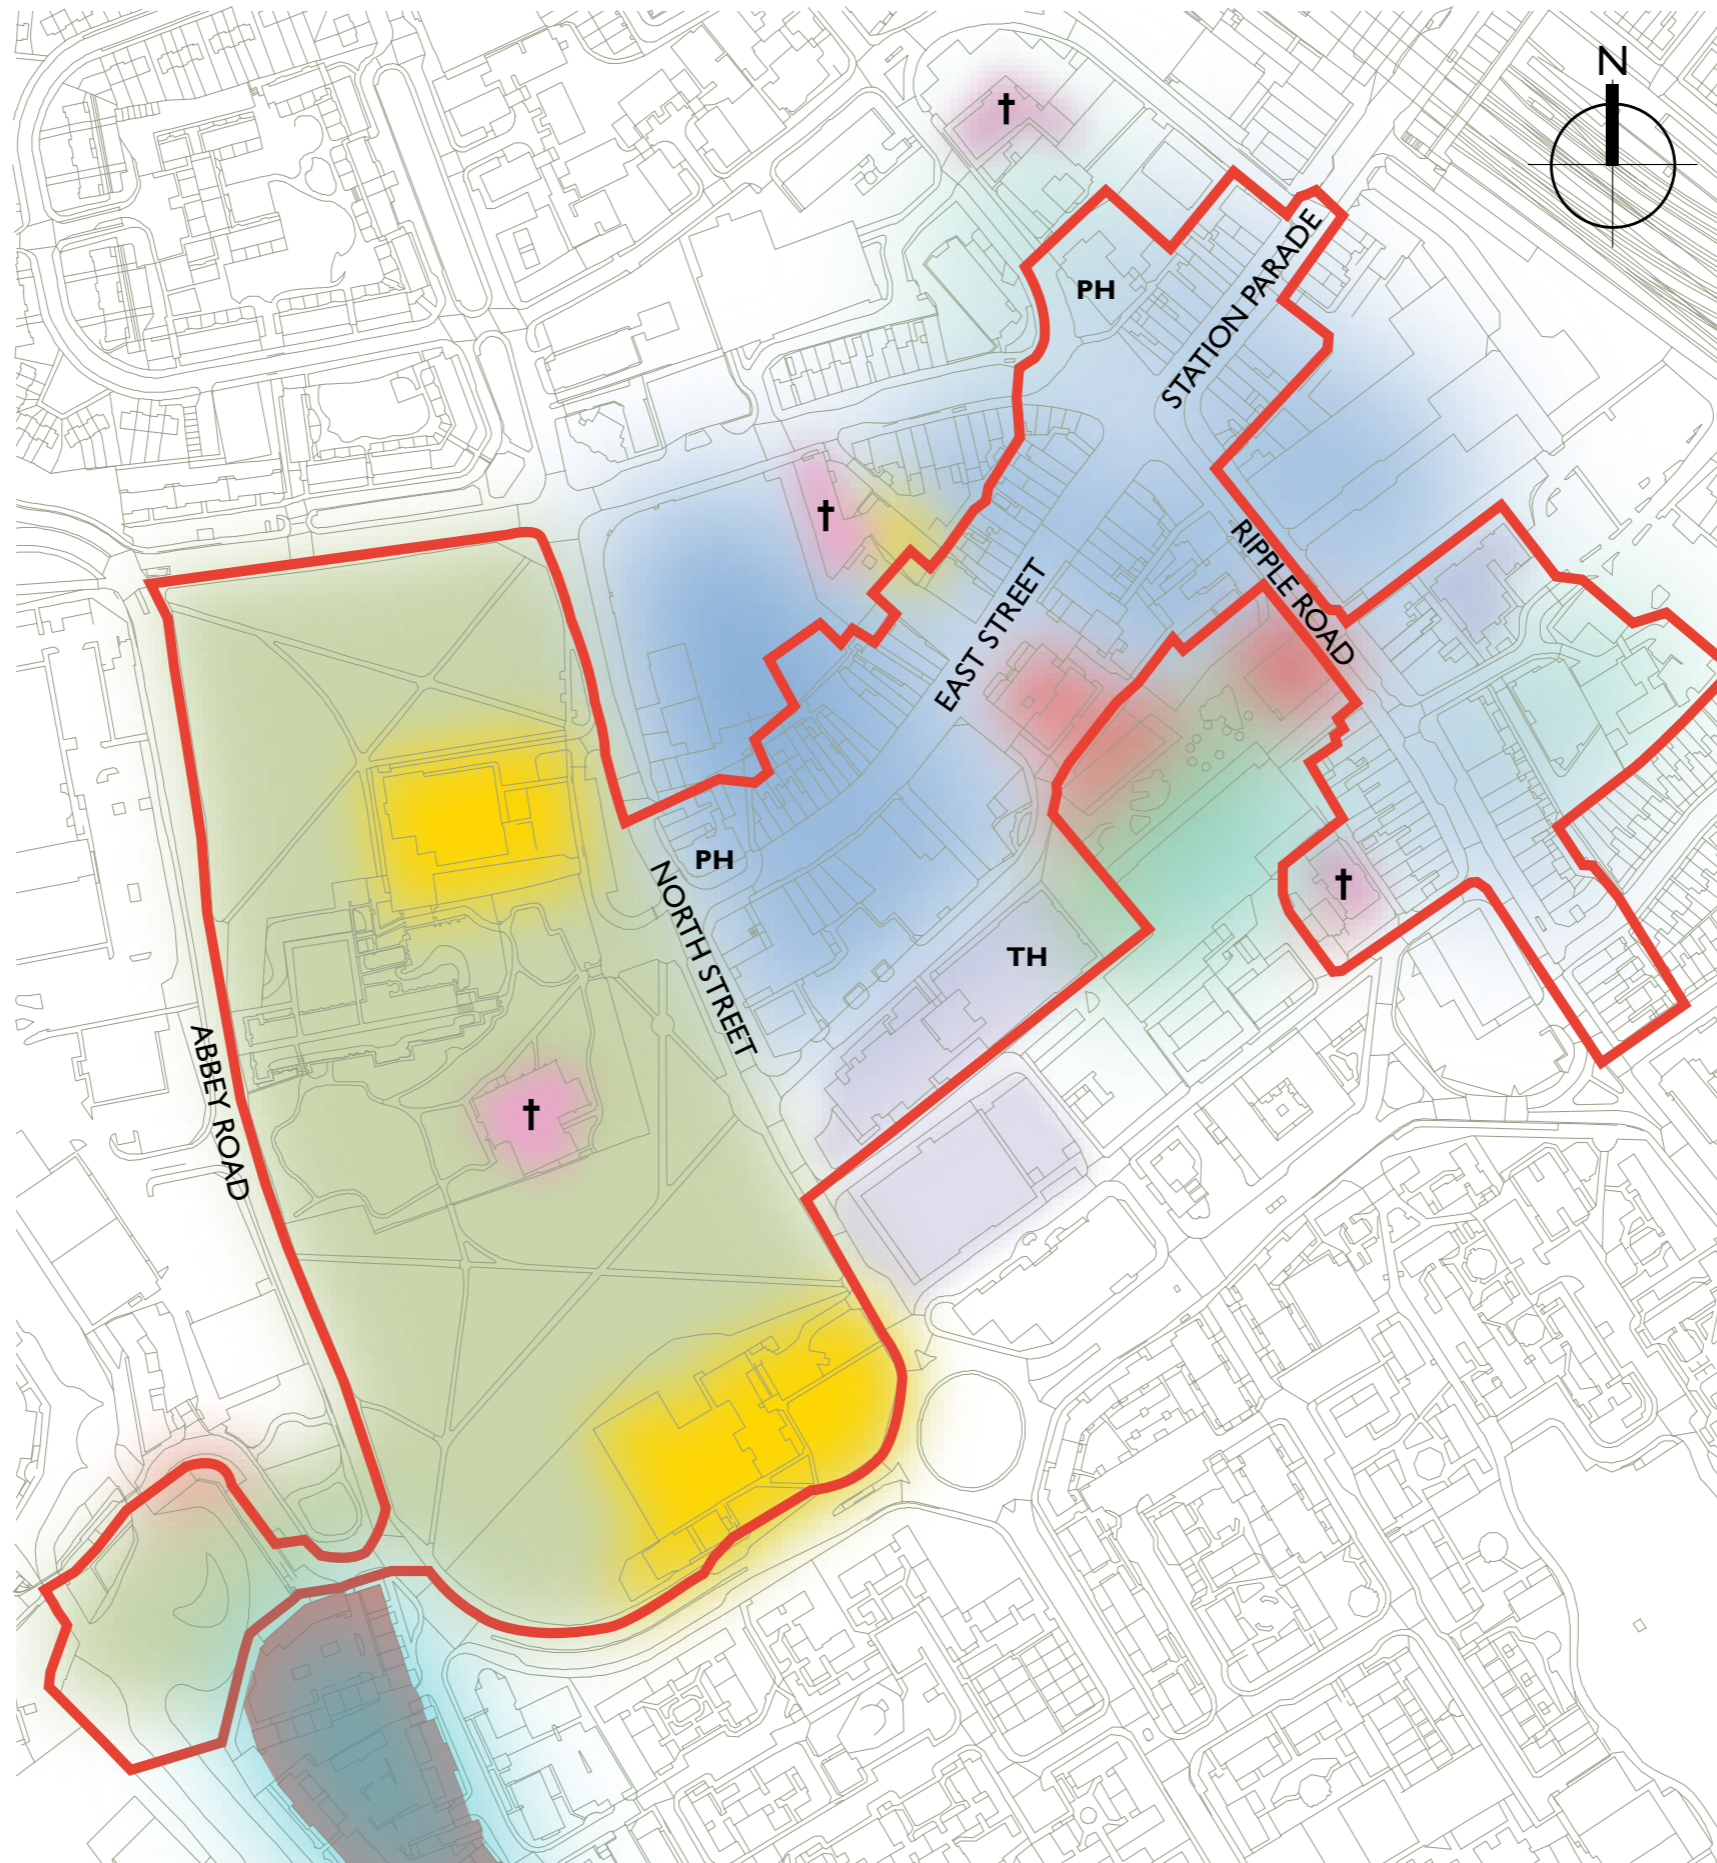 N
†
PH
STATION PARADE
†
RIPPLE ROAD
EAST STREET
PH
NORTH STREET
†
TH
ABBEY ROAD
†